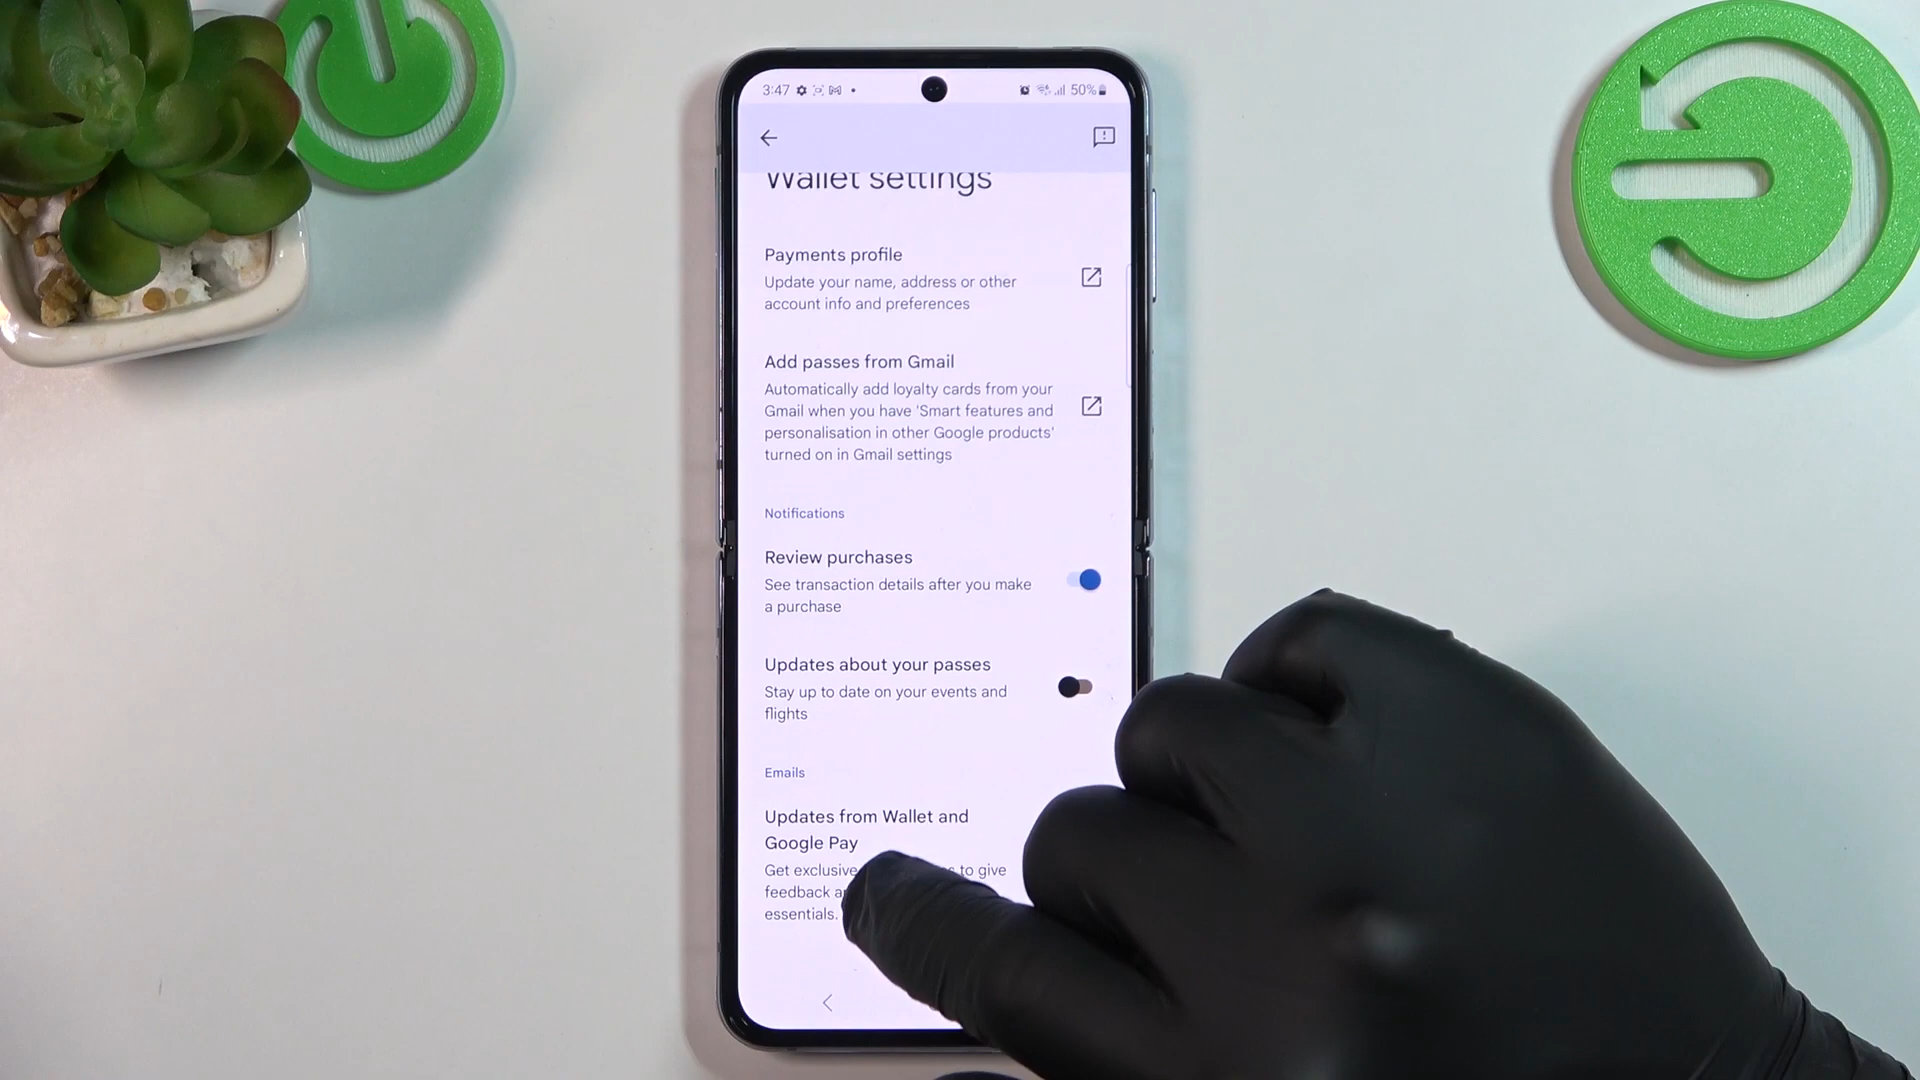 3:47
50%
Wallet settings
Payments profile
Update your name, address or other
account info and preferences
Add passes from Gmail
Automatically add loyalty cards from your
Gmail when you have 'Smart features and
personalisation in other Google products'
turned on in Gmail settings
Notifications
Review purchases
See transaction details after you make
a purchase
Updates about your passes
Stay up to date on your events and
flights
Emails
Updates from Wallet and
Google Pay
Get exclusive to give
feedback
essentials.